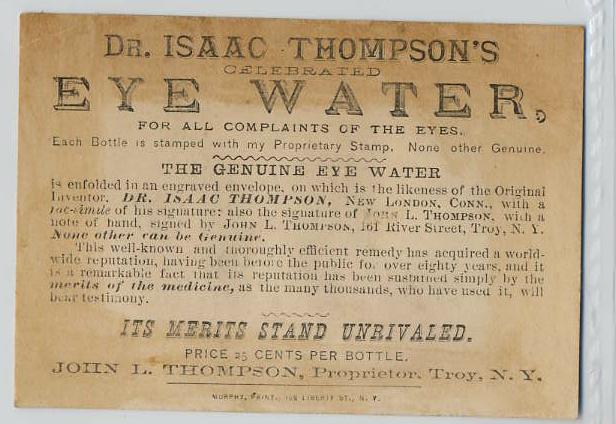 DR. ISAAC THOMPSON'S
CELEBRATED
EYE WATER,
FOR ALL COMPLAINTS OF THE EYES.
Each Bottle is stamped with my Proprietary Stamp. None other Genuine.
THE GENUINE EYE WATER
is enfolded in an engraved envelope, on which is the likeness of the Original
Inventor, DR. ISAAC THOMPSON, NEW LONDON, CONN., with a
fac-simile of his signature: also the signature of JOHN L. THOMPSON, with a
note of hand, signed by JOHN L. THOMPSON, 161 River Street, Troy, N. Y.
None other can be Genuine.
This well-known and thoroughly efficient remedy has acquired a world-
wide reputation, having been before the public for over eighty years, and it
is a remarkable fact that its reputation has been sustained simply by the
merits of the medicine, as the many thousands, who have used it, will
bear testimony.
ITS MERITS STAND UNRIVALED.
PRICE 25 CENTS PER BOTTLE.
JOHN L. THOMPSON, Proprietor, Troy, N. Y.
MURPHY, PRINT., LIBERTY ST., N. Y.